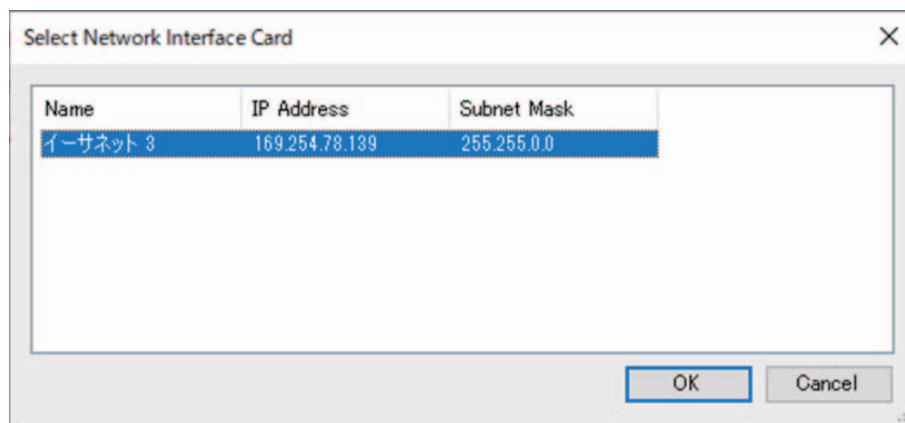 Select Network Interface Card
Name IP Address Subnet Mask
イーサネット 3 169.254.78.139 255.255.0.0
OK Cancel